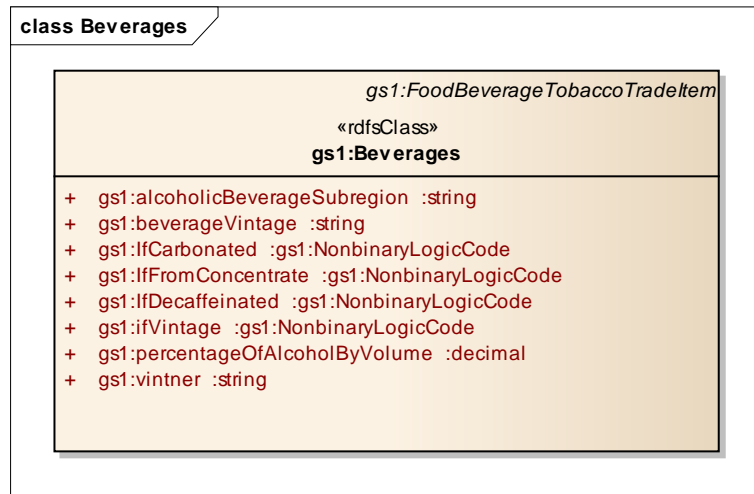 class Beverages
gs1:FoodBeverageTobaccoTradeItem
«rdfsClass»
gs1:Beverages
+ gs1:alcoholicBeverageSubregion :string
+ gs1:beverageVintage :string
+ gs1:IfCarbonated :gs1:NonbinaryLogicCode
+ gs1:IfFromConcentrate :gs1:NonbinaryLogicCode
+ gs1:IfDecaffeinated :gs1:NonbinaryLogicCode
+ gs1:ifVintage :gs1:NonbinaryLogicCode
+ gs1:percentageOfAlcoholByVolume :decimal
+ gs1:vintner :string